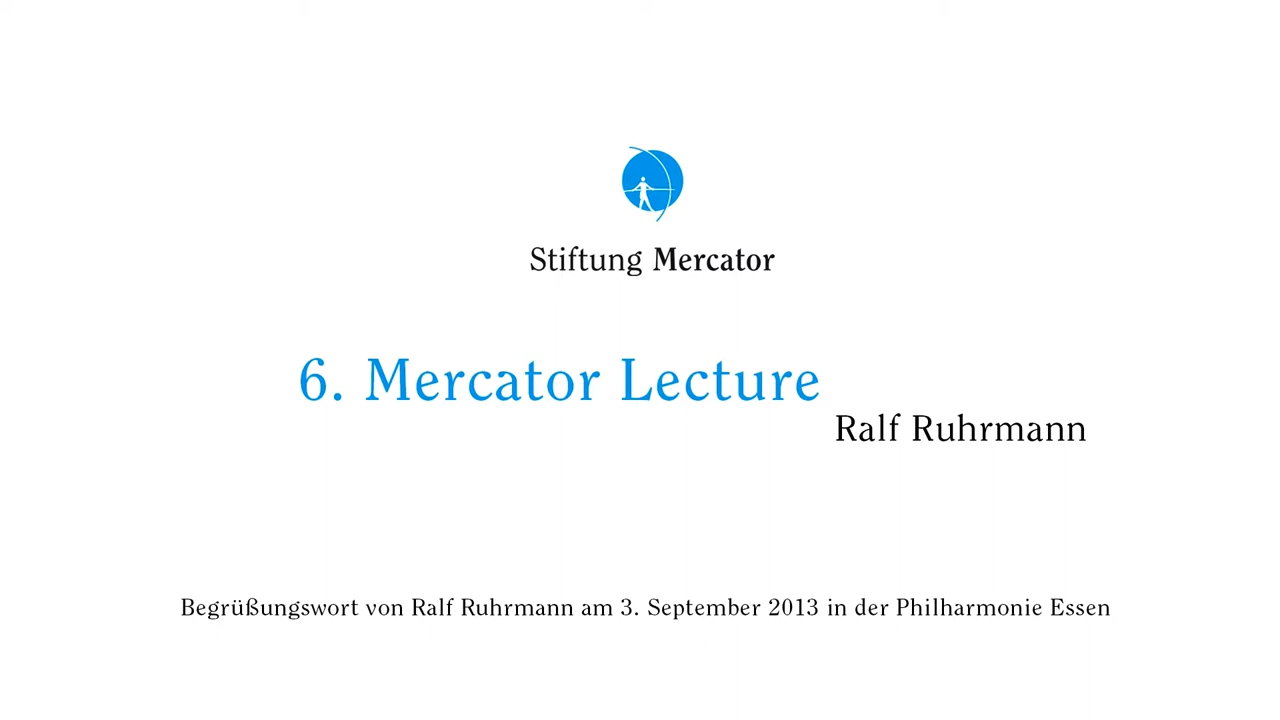 Stiftung Mercator
6. Mercator Lecture
Ralf Ruhrmann
Begrüßungswort von Ralf Ruhrmann am 3. September 2013 in der Philharmonie Essen